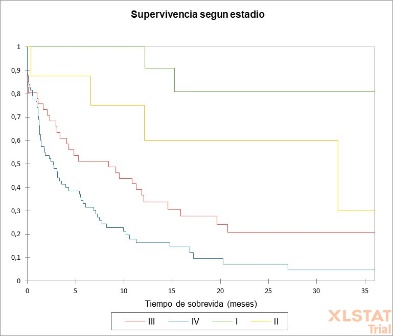 Supervivencia segun estadio
1
0,9
0,8
0,7
0,6
0,5
0,4
0,3
0,2
0,1
0
0 5 10 15 20 25 30 35
Tiempo de sobrevida (meses)
III IV I II
XLSTAT
Trial